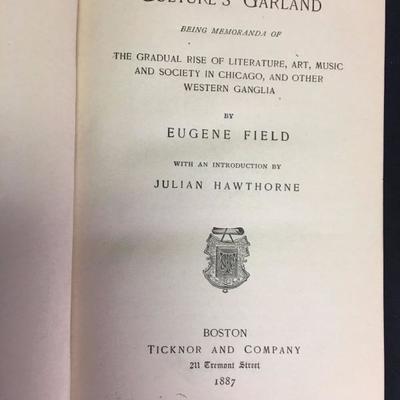 CULTURE'S GARLAND
BEING MEMORANDA OF
THE GRADUAL RISE OF LITERATURE, ART, MUSIC
AND SOCIETY IN CHICAGO, AND OTHER
WESTERN GANGLIA
BY
EUGENE FIELD
WITH AN INTRODUCTION BY
JULIAN HAWTHORNE
BOSTON
TICKNOR AND COMPANY
211 Tremont Street
1887